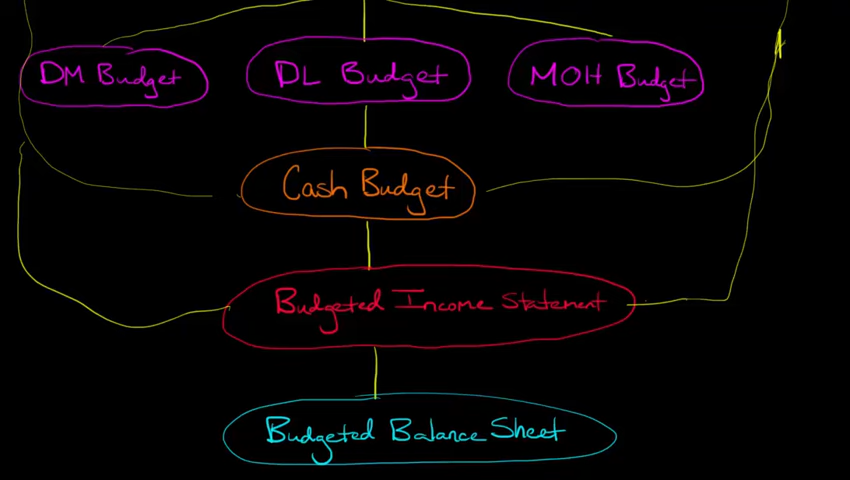 DM Budget DL Budget MOH Budget
Cash Budget
Budgeted Income Statement
Budgeted Balance Sheet